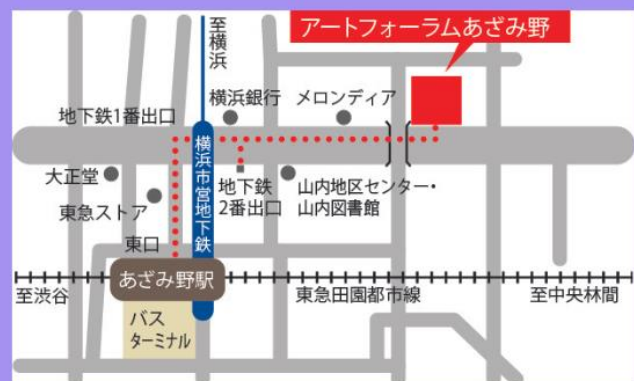 アートフォーラムあざみ野
至横浜
地下鉄1番出口
横浜銀行
メロンディア
横浜市営地下鉄
大正堂
東急ストア
地下鉄
2番出口
山内地区センター・
山内図書館
東口
あざみ野駅
至渋谷
東急田園都市線
至中央林間
バス
ターミナル